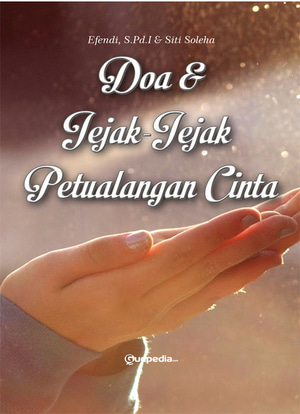 Efendi, S.Pd.I & Siti Soleha
Doa &
Jejak-Jejak
Petualangan Cinta
Guepedia